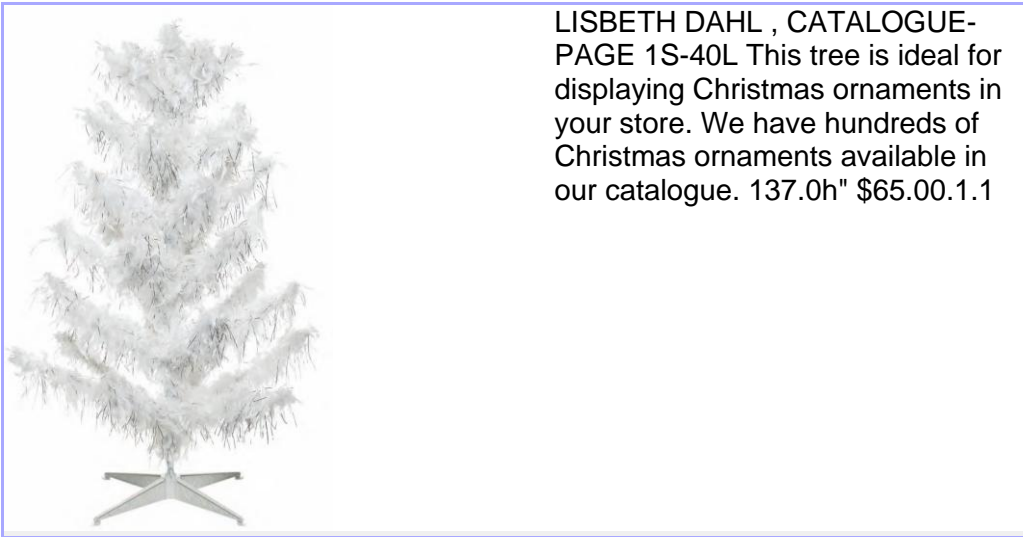 LISBETH DAHL , CATALOGUE-
PAGE 1S-40L This tree is ideal for
displaying Christmas ornaments in
your store. We have hundreds of
Christmas ornaments available in
our catalogue. 137.0h" $65.00.1.1